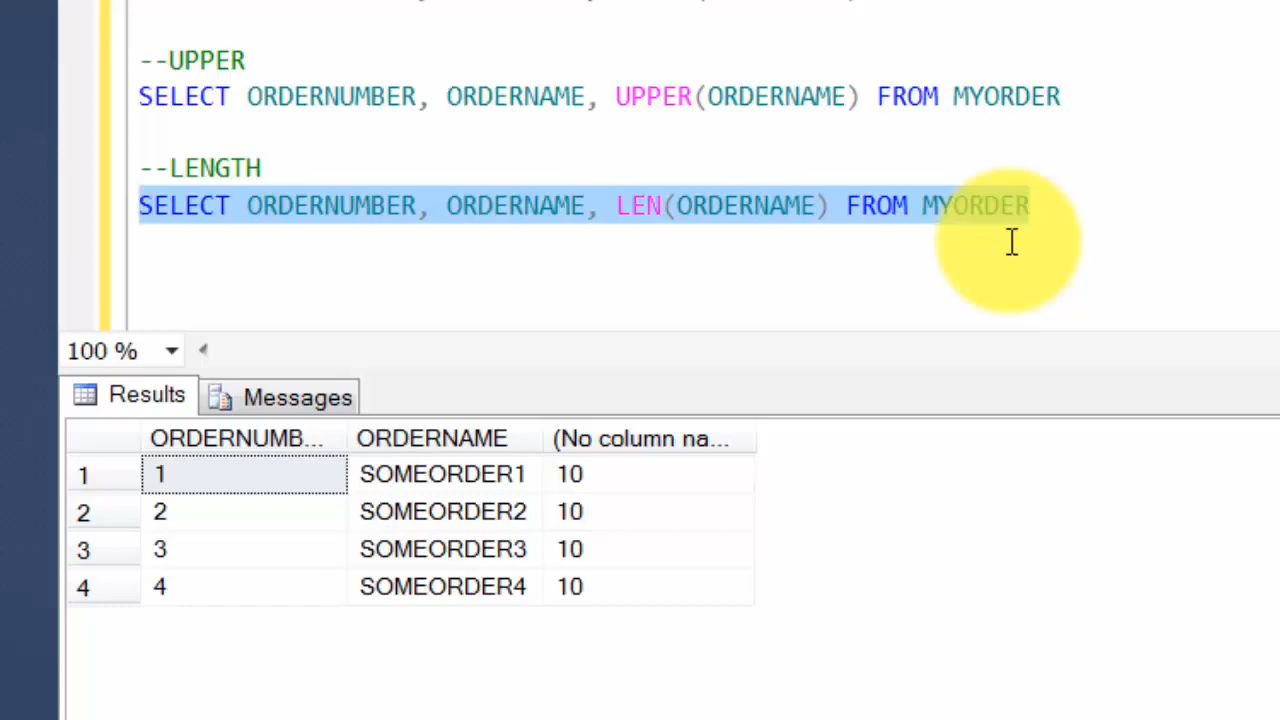 --UPPER
SELECT ORDERNUMBER, ORDERNAME, UPPER(ORDERNAME) FROM MYORDER
--LENGTH
SELECT ORDERNUMBER, ORDERNAME, LEN(ORDERNAME) FROM MYORDER
100 %
Results Messages
ORDERNUMB... ORDERNAME (No column na...
1 1 SOMEORDER1 10
2 2 SOMEORDER2 10
3 3 SOMEORDER3 10
4 4 SOMEORDER4 10